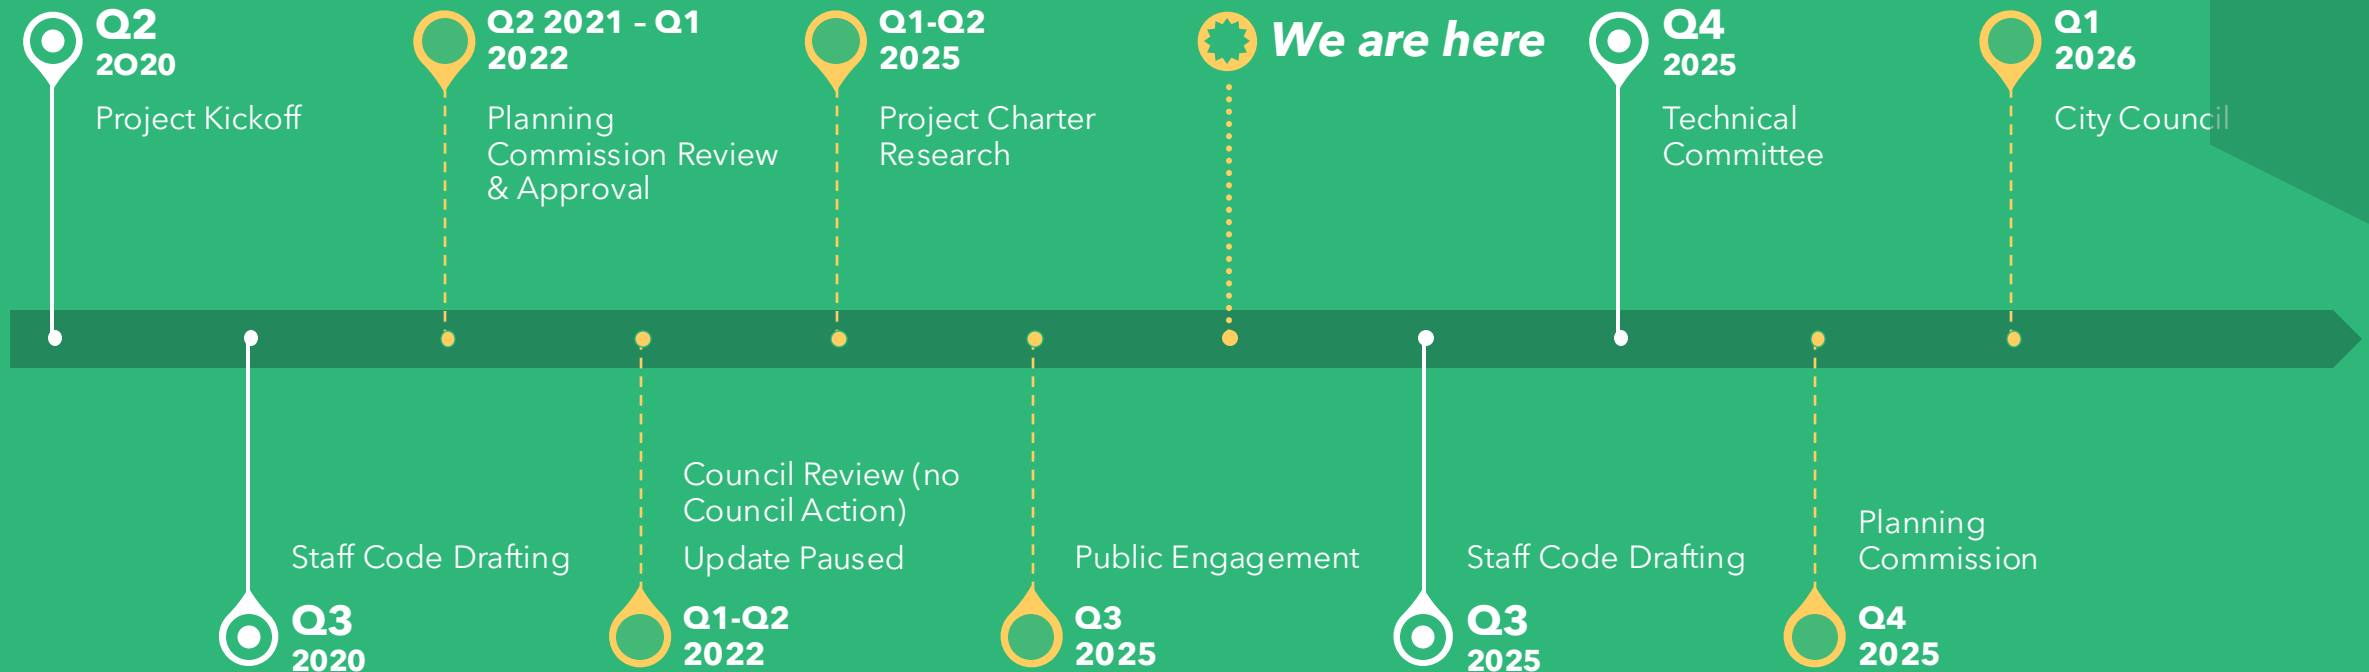 Q2
2020
Project Kickoff
Q2 2021 – Q1
2022
Planning
Commission Review
& Approval
Q1-Q2
2025
Project Charter
Research
We are here
Q4
2025
Technical
Committee
Q1
2026
City Council
Staff Code Drafting
Q3
2020
Council Review (no
Council Action)
Update Paused
Q1-Q2
2022
Public Engagement
Q3
2025
Staff Code Drafting
Q3
2025
Planning
Commission
Q4
2025